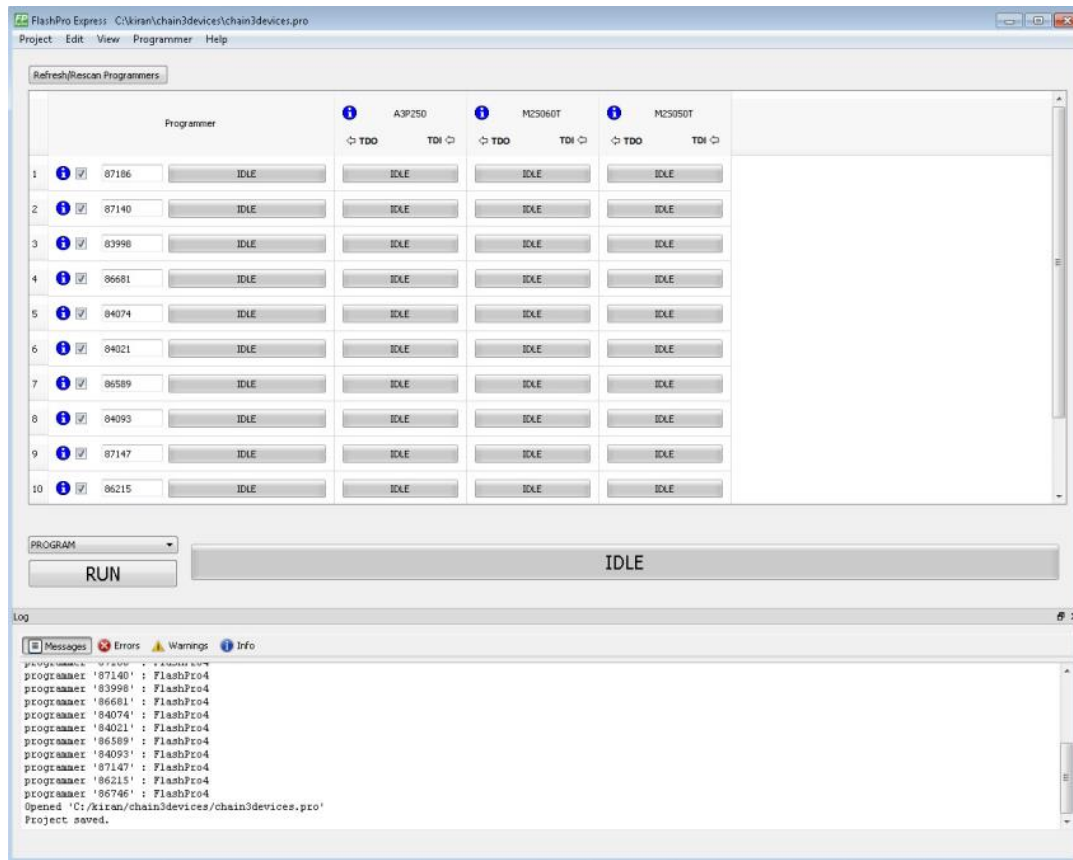 FlashPro Express C:\kiran\chain3devices\chain3devices.pro
Project Edit View Programmer Help
Refresh/Rescan Programmers
Programmer A3P250 M2S060T M2S050T
TDO TDI TDO TDI TDO TDI
1 87186 IDLE IDLE IDLE IDLE
2 87140 IDLE IDLE IDLE IDLE
3 83998 IDLE IDLE IDLE IDLE
4 86681 IDLE IDLE IDLE IDLE
5 84074 IDLE IDLE IDLE IDLE
6 84021 IDLE IDLE IDLE IDLE
7 86589 IDLE IDLE IDLE IDLE
8 84093 IDLE IDLE IDLE IDLE
9 87147 IDLE IDLE IDLE IDLE
10 86215 IDLE IDLE IDLE IDLE
PROGRAM
RUN
IDLE
Log
Messages Errors Warnings Info
programmer '87186' : FlashPro4
programmer '87140' : FlashPro4
programmer '83998' : FlashPro4
programmer '86681' : FlashPro4
programmer '84074' : FlashPro4
programmer '84021' : FlashPro4
programmer '86589' : FlashPro4
programmer '84093' : FlashPro4
programmer '87147' : FlashPro4
programmer '86215' : FlashPro4
programmer '86746' : FlashPro4
Opened 'C:/kiran/chain3devices/chain3devices.pro'
Project saved.